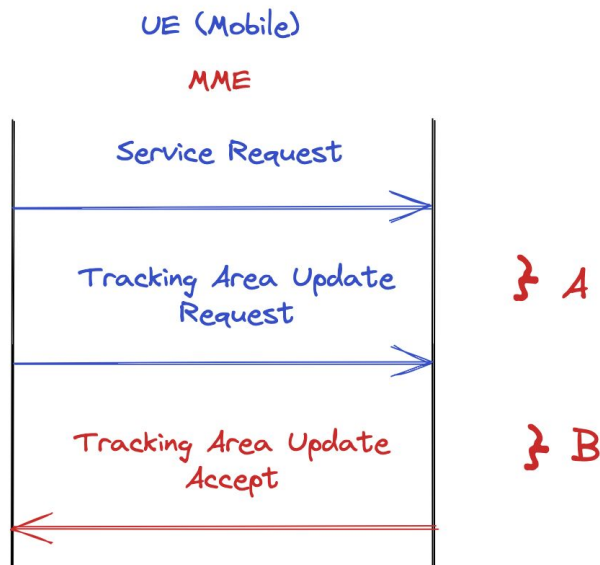 UE (Mobile)
MME
Service Request
Tracking Area Update
Request
} A
Tracking Area Update
Accept
} B